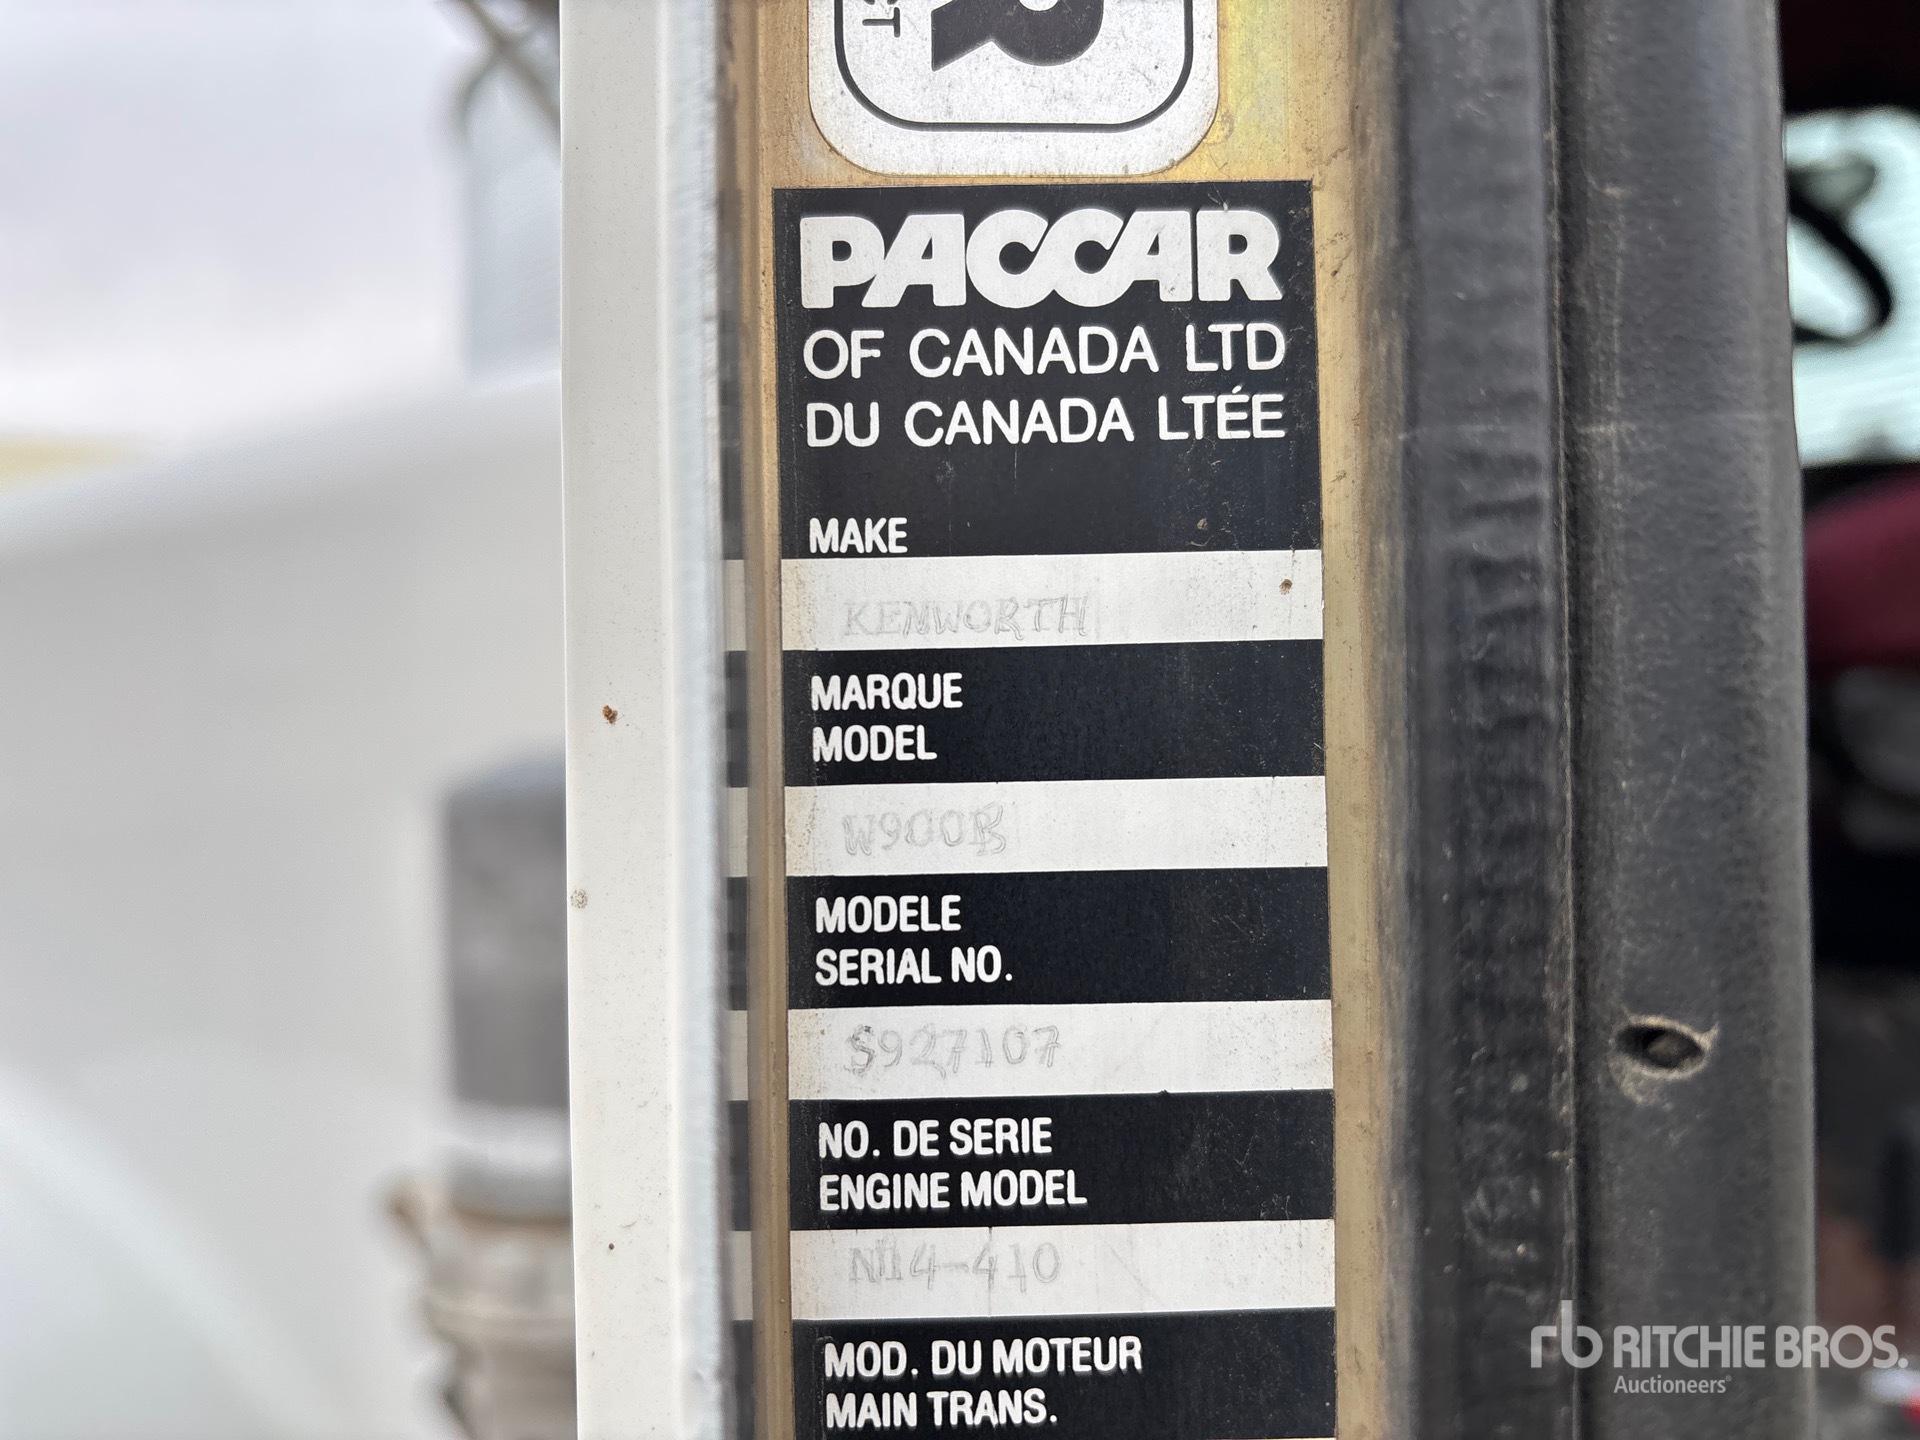 PACCAR
OF CANADA LTD
DU CANADA LTÉE
MAKE
KENWORTH
MARQUE
MODEL
W900B
MODELE
SERIAL NO.
S927107
NO. DE SERIE
ENGINE MODEL
N14-410
MOD. DU MOTEUR
MAIN TRANS.
rb RITCHIE BROS.
Auctioneers